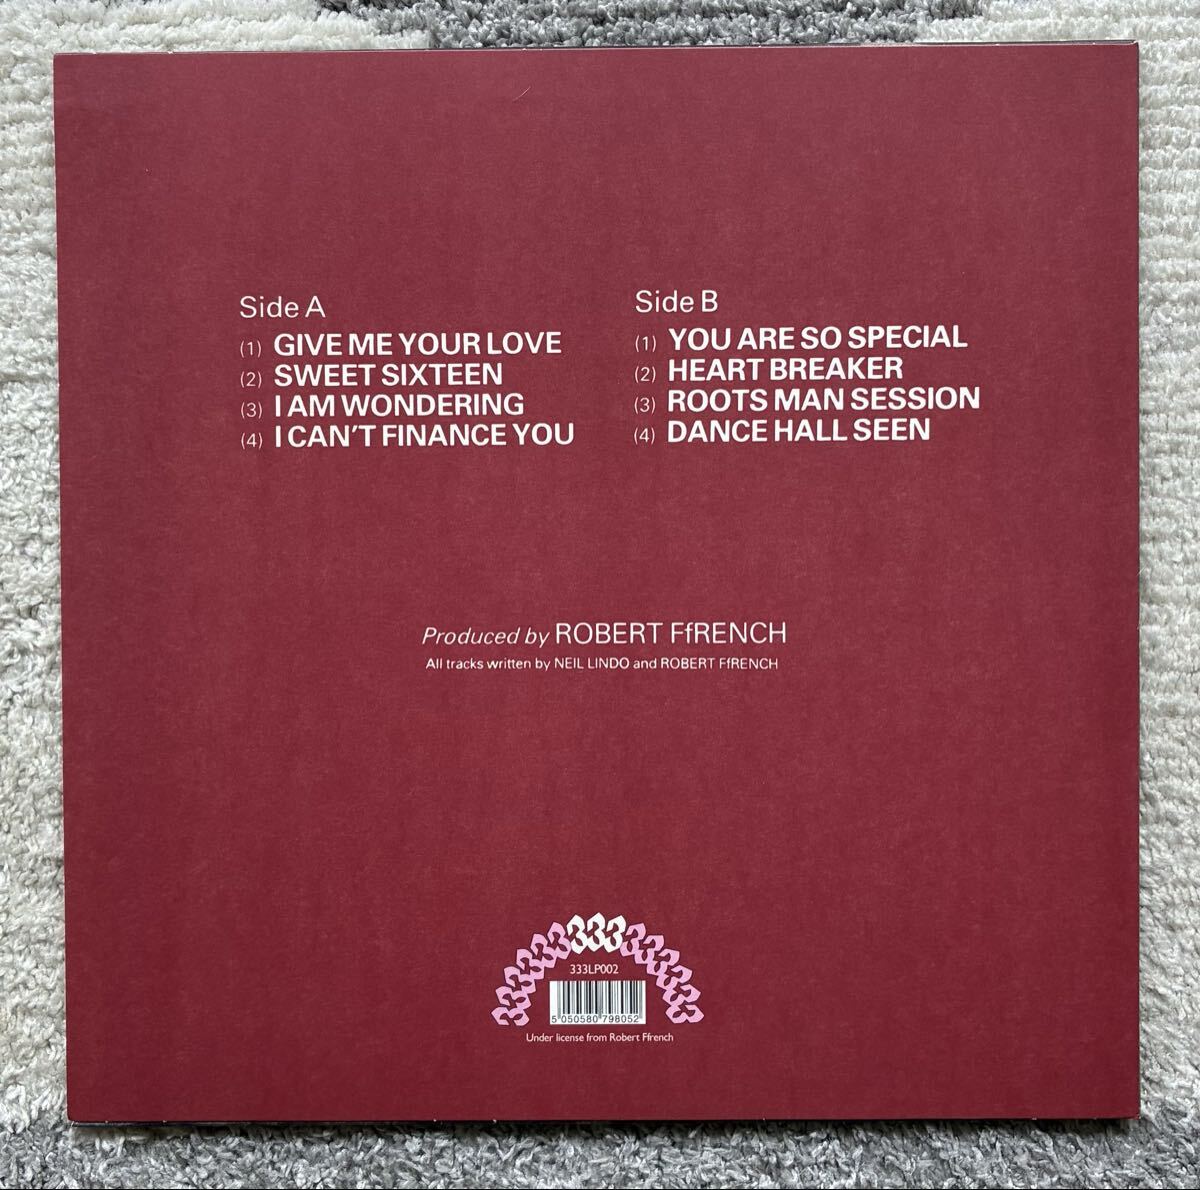 Side A
(1) GIVE ME YOUR LOVE
(2) SWEET SIXTEEN
(3) I AM WONDERING
(4) I CAN'T FINANCE YOU
Side B
(1) YOU ARE SO SPECIAL
(2) HEART BREAKER
(3) ROOTS MAN SESSION
(4) DANCE HALL SEEN
Produced by ROBERT FfRENCH
All tracks written by NEIL LINDO and ROBERT FfRENCH
333333333333333
333LP002
5 050580 798052
Under license from Robert Ffrench